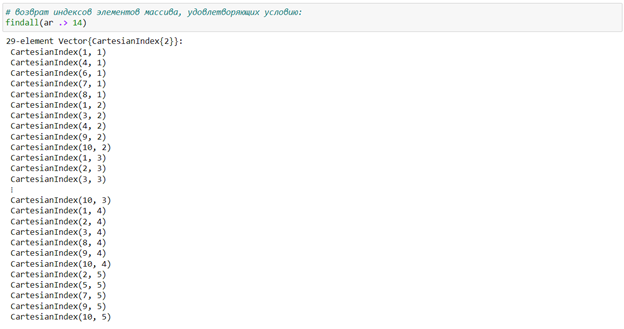 # возврат индексов элементов массива, удовлетворяющих условию:
findall(ar .> 14)
29-element Vector{CartesianIndex{2}}:
CartesianIndex(1, 1)
CartesianIndex(4, 1)
CartesianIndex(6, 1)
CartesianIndex(7, 1)
CartesianIndex(8, 1)
CartesianIndex(1, 2)
CartesianIndex(3, 2)
CartesianIndex(4, 2)
CartesianIndex(9, 2)
CartesianIndex(10, 2)
CartesianIndex(1, 3)
CartesianIndex(2, 3)
CartesianIndex(3, 3)
⋮
CartesianIndex(10, 3)
CartesianIndex(1, 4)
CartesianIndex(2, 4)
CartesianIndex(3, 4)
CartesianIndex(8, 4)
CartesianIndex(9, 4)
CartesianIndex(10, 4)
CartesianIndex(2, 5)
CartesianIndex(5, 5)
CartesianIndex(7, 5)
CartesianIndex(9, 5)
CartesianIndex(10, 5)